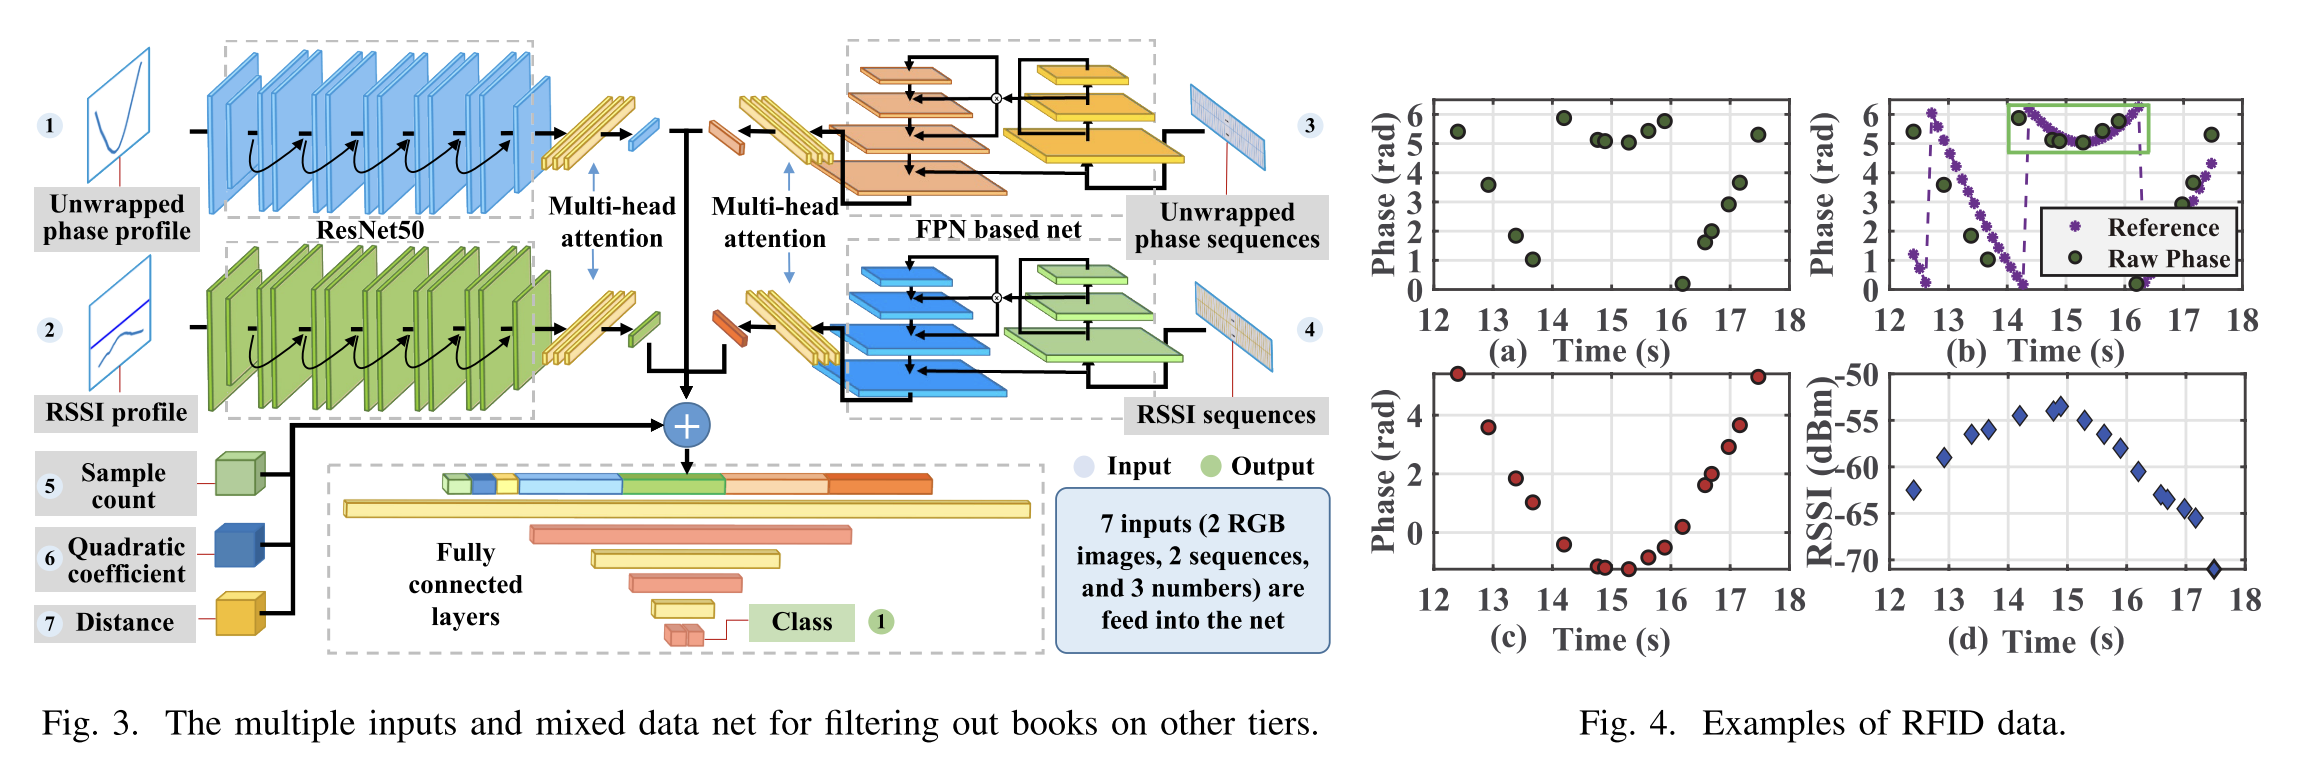 1
Unwrapped
phase profile
ResNet50
Multi-head
attention
Multi-head
attention
FPN based net
3
Unwrapped
phase sequences
2
RSSI profile
4
RSSI sequences
5
Sample
count
6
Quadratic
coefficient
7
Distance
+
Input
Output
Fully
connected
layers
Class
1
7 inputs (2 RGB
images, 2 sequences,
and 3 numbers) are
feed into the net
Fig. 3. The multiple inputs and mixed data net for filtering out books on other tiers.
Phase (rad)
6
5
4
3
2
1
0
12 13 14 15 16 17 18
(a) Time (s)
Phase (rad)
6
5
4
3
2
1
0
Reference
Raw Phase
12 13 14 15 16 17 18
(b) Time (s)
Phase (rad)
4
2
0
12 13 14 15 16 17 18
(c) Time (s)
RSSI (dBm)
-50
-55
-60
-65
-70
12 13 14 15 16 17 18
(d) Time (s)
Fig. 4. Examples of RFID data.